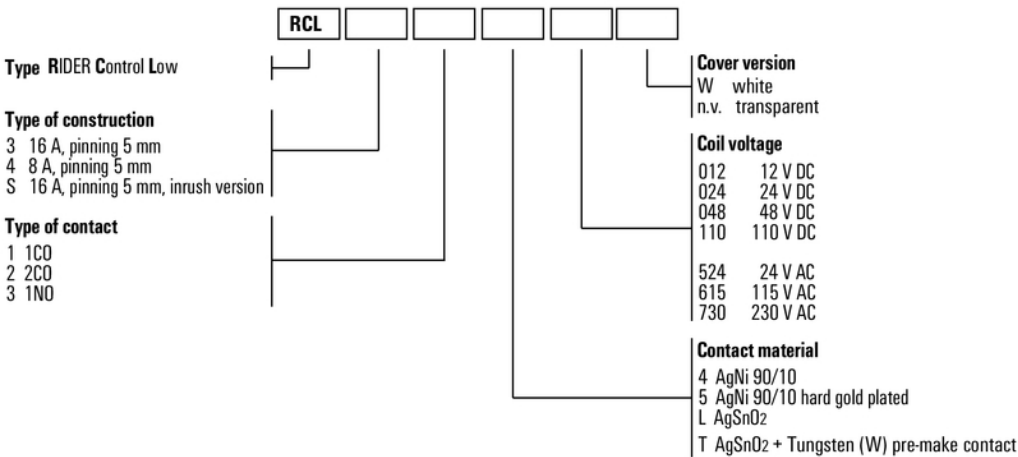 RCL
Type RIDER Control Low
Type of construction
3 16 A, pinning 5 mm
4 8 A, pinning 5 mm
S 16 A, pinning 5 mm, inrush version
Type of contact
1 1CO
2 2CO
3 1NO
Cover version
W white
n.v. transparent
Coil voltage
012 12 V DC
024 24 V DC
048 48 V DC
110 110 V DC
524 24 V AC
615 115 V AC
730 230 V AC
Contact material
4 AgNi 90/10
5 AgNi 90/10 hard gold plated
L AgSnO2
T AgSnO2 + Tungsten (W) pre-make contact